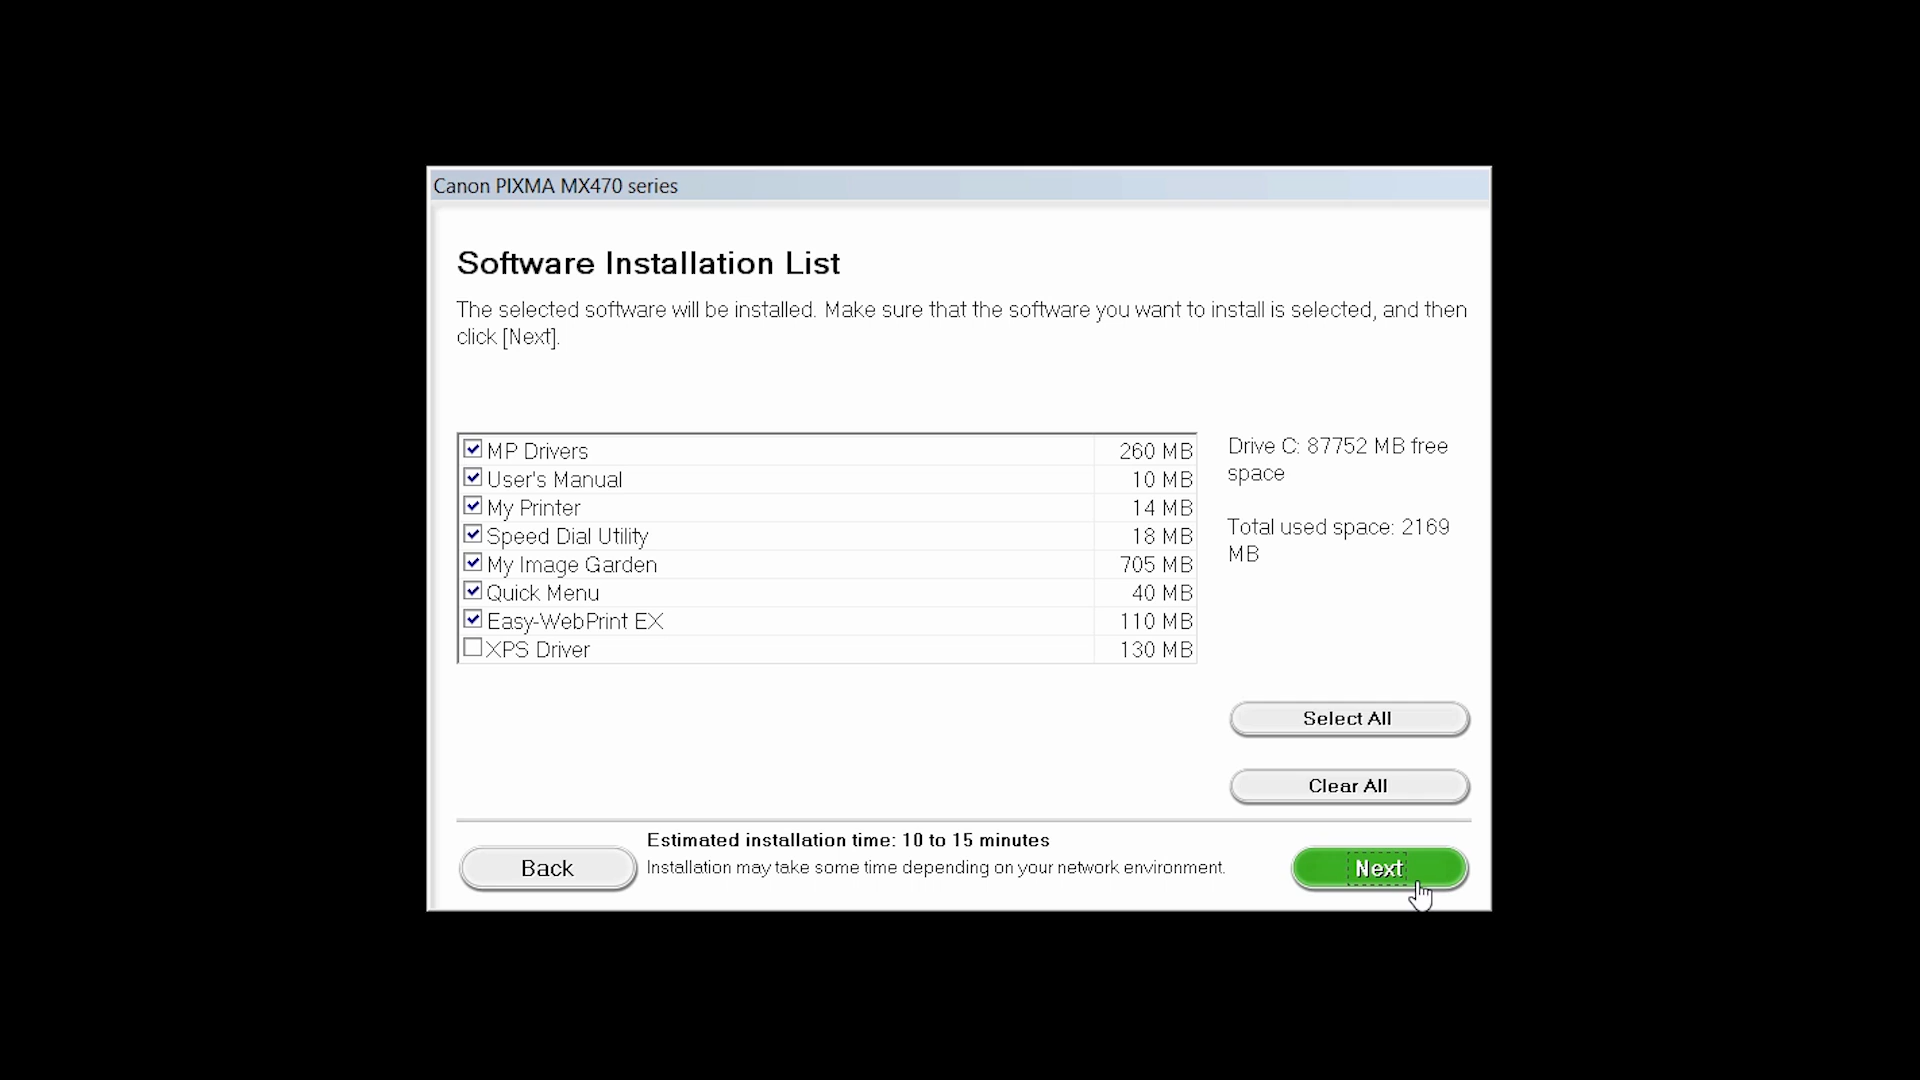 Canon PIXMA MX470 series
Software Installation List
The selected software will be installed. Make sure that the software you want to install is selected, and then
click [Next].
MP Drivers 260 MB
User's Manual 10 MB
My Printer 14 MB
Speed Dial Utility 18 MB
My Image Garden 705 MB
Quick Menu 40 MB
Easy-WebPrint EX 110 MB
XPS Driver 130 MB
Drive C: 87752 MB free
space
Total used space: 2169
MB
Select All
Clear All
Estimated installation time: 10 to 15 minutes
Installation may take some time depending on your network environment.
Back
Next